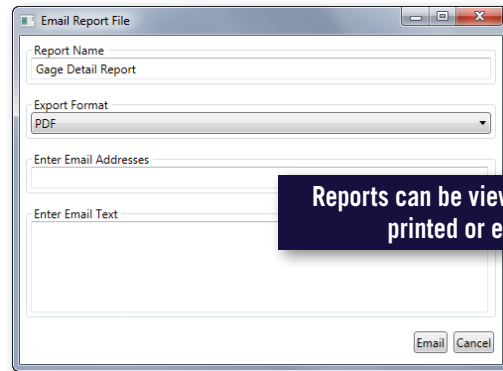 Email Report File
Report Name
Gage Detail Report
Export Format
PDF
Enter Email Addresses
Enter Email Text
Reports can be
printed or
Email Cancel